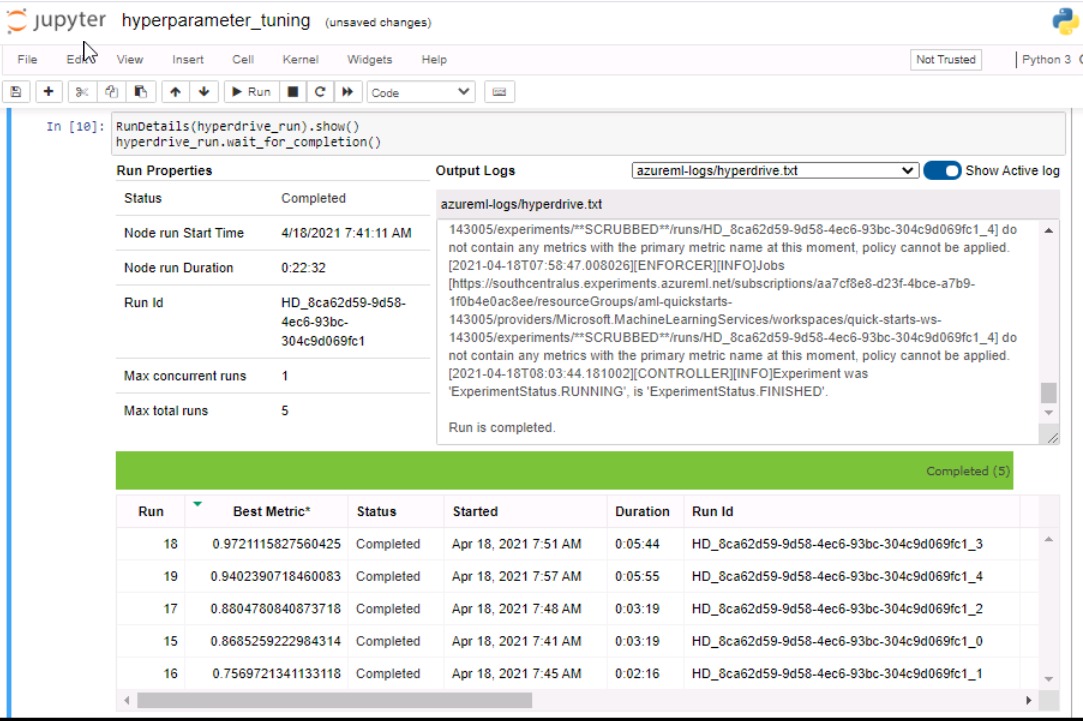 jupyter hyperparameter_tuning (unsaved changes)
File Edit View Insert Cell Kernel Widgets Help Not Trusted Python 3
Run Code
In [10]: RunDetails(hyperdrive_run).show()
hyperdrive_run.wait_for_completion()
Run Properties
Status Completed
Node run Start Time 4/18/2021 7:41:11 AM
Node run Duration 0:22:32
Run Id HD_8ca62d59-9d58-
4ec6-93bc-
304c9d069fc1
Max concurrent runs 1
Max total runs 5
Output Logs azureml-logs/hyperdrive.txt Show Active log
azureml-logs/hyperdrive.txt
143005/experiments/**SCRUBBED**/runs/HD_8ca62d59-9d58-4ec6-93bc-304c9d069fc1_4] do
not contain any metrics with the primary metric name at this moment, policy cannot be applied.
[2021-04-18T07:58:47.008026][ENFORCER][INFO]Jobs
[https://southcentralus.experiments.azureml.net/subscriptions/aa7cf8e8-d23f-4bce-a7b9-
1f0b4e0ac8ee/resourceGroups/aml-quickstarts-
143005/providers/Microsoft.MachineLearningServices/workspaces/quick-starts-ws-
143005/experiments/**SCRUBBED**/runs/HD_8ca62d59-9d58-4ec6-93bc-304c9d069fc1_4] do
not contain any metrics with the primary metric name at this moment, policy cannot be applied.
[2021-04-18T08:03:44.181002][CONTROLLER][INFO]Experiment was
'ExperimentStatus.RUNNING', is 'ExperimentStatus.FINISHED'.
Run is completed.
Completed (5)
Run Best Metric* Status Started Duration Run Id
18 0.9721115827560425 Completed Apr 18, 2021 7:51 AM 0:05:44 HD_8ca62d59-9d58-4ec6-93bc-304c9d069fc1_3
19 0.9402390718460083 Completed Apr 18, 2021 7:57 AM 0:05:55 HD_8ca62d59-9d58-4ec6-93bc-304c9d069fc1_4
17 0.8804780840873718 Completed Apr 18, 2021 7:48 AM 0:03:19 HD_8ca62d59-9d58-4ec6-93bc-304c9d069fc1_2
15 0.8685259222984314 Completed Apr 18, 2021 7:41 AM 0:03:19 HD_8ca62d59-9d58-4ec6-93bc-304c9d069fc1_0
16 0.7569721341133118 Completed Apr 18, 2021 7:45 AM 0:02:16 HD_8ca62d59-9d58-4ec6-93bc-304c9d069fc1_1